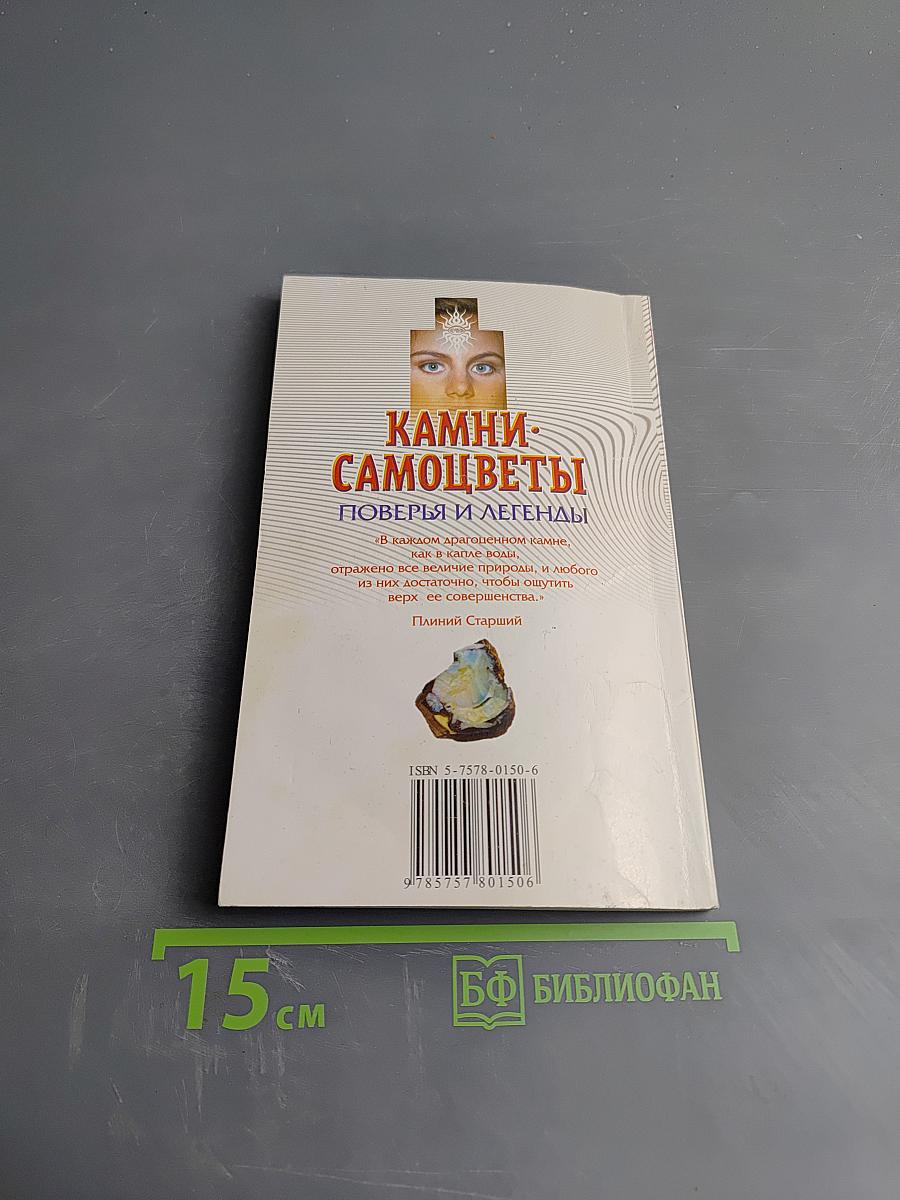 КАМНИ-
САМОЦВЕТЫ
ПОВЕРЬЯ И ЛЕГЕНДЫ
«В каждом драгоценном камне,
как в капле воды,
отражено все величие природы, и любого
из них достаточно, чтобы ощутить
верх ее совершенства.»
Плиний Старший
ISBN 5-7578-0150-6
9 785757 801506
15 см
БФ БИБЛИОФАН